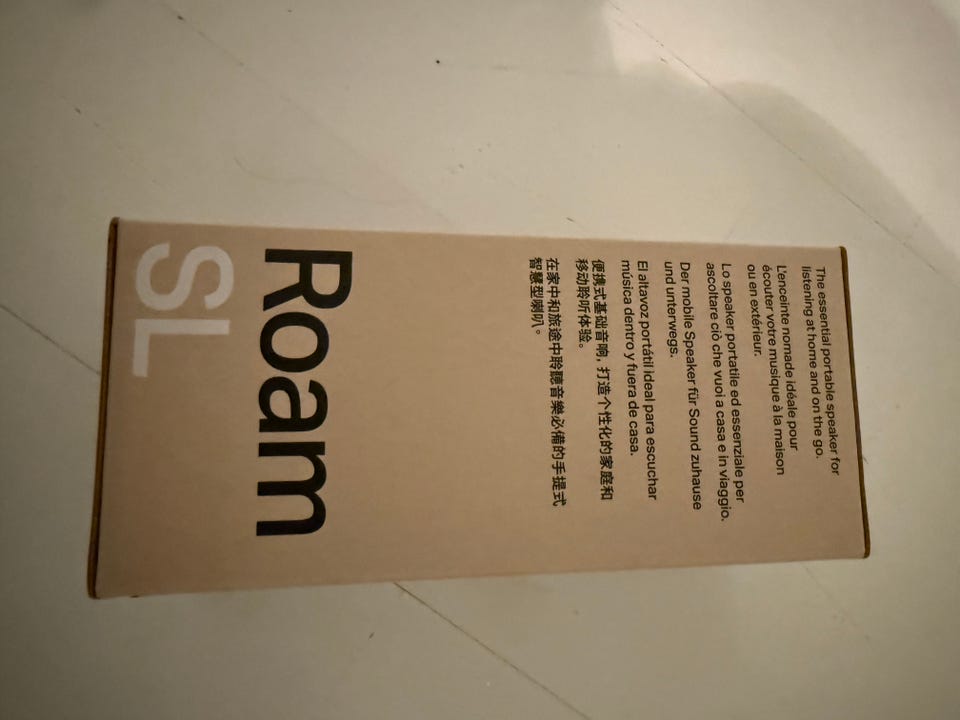 The essential portable speaker for
listening at home and on the go.
L'enceinte nomade idéale pour
écouter votre musique à la maison
ou en extérieur.
Lo speaker portatile ed essenziale per
ascoltare ciò che vuoi a casa e in viaggio.
Der mobile Speaker für Sound zuhause
und unterwegs.
El altavoz portátil ideal para escuchar
música dentro y fuera de casa.
便携式基础音响, 打造个性化的家庭和
移动聆听体验。
在家中和旅途中聆聽音樂必備的手提式
智慧型喇叭。
Roam
SL